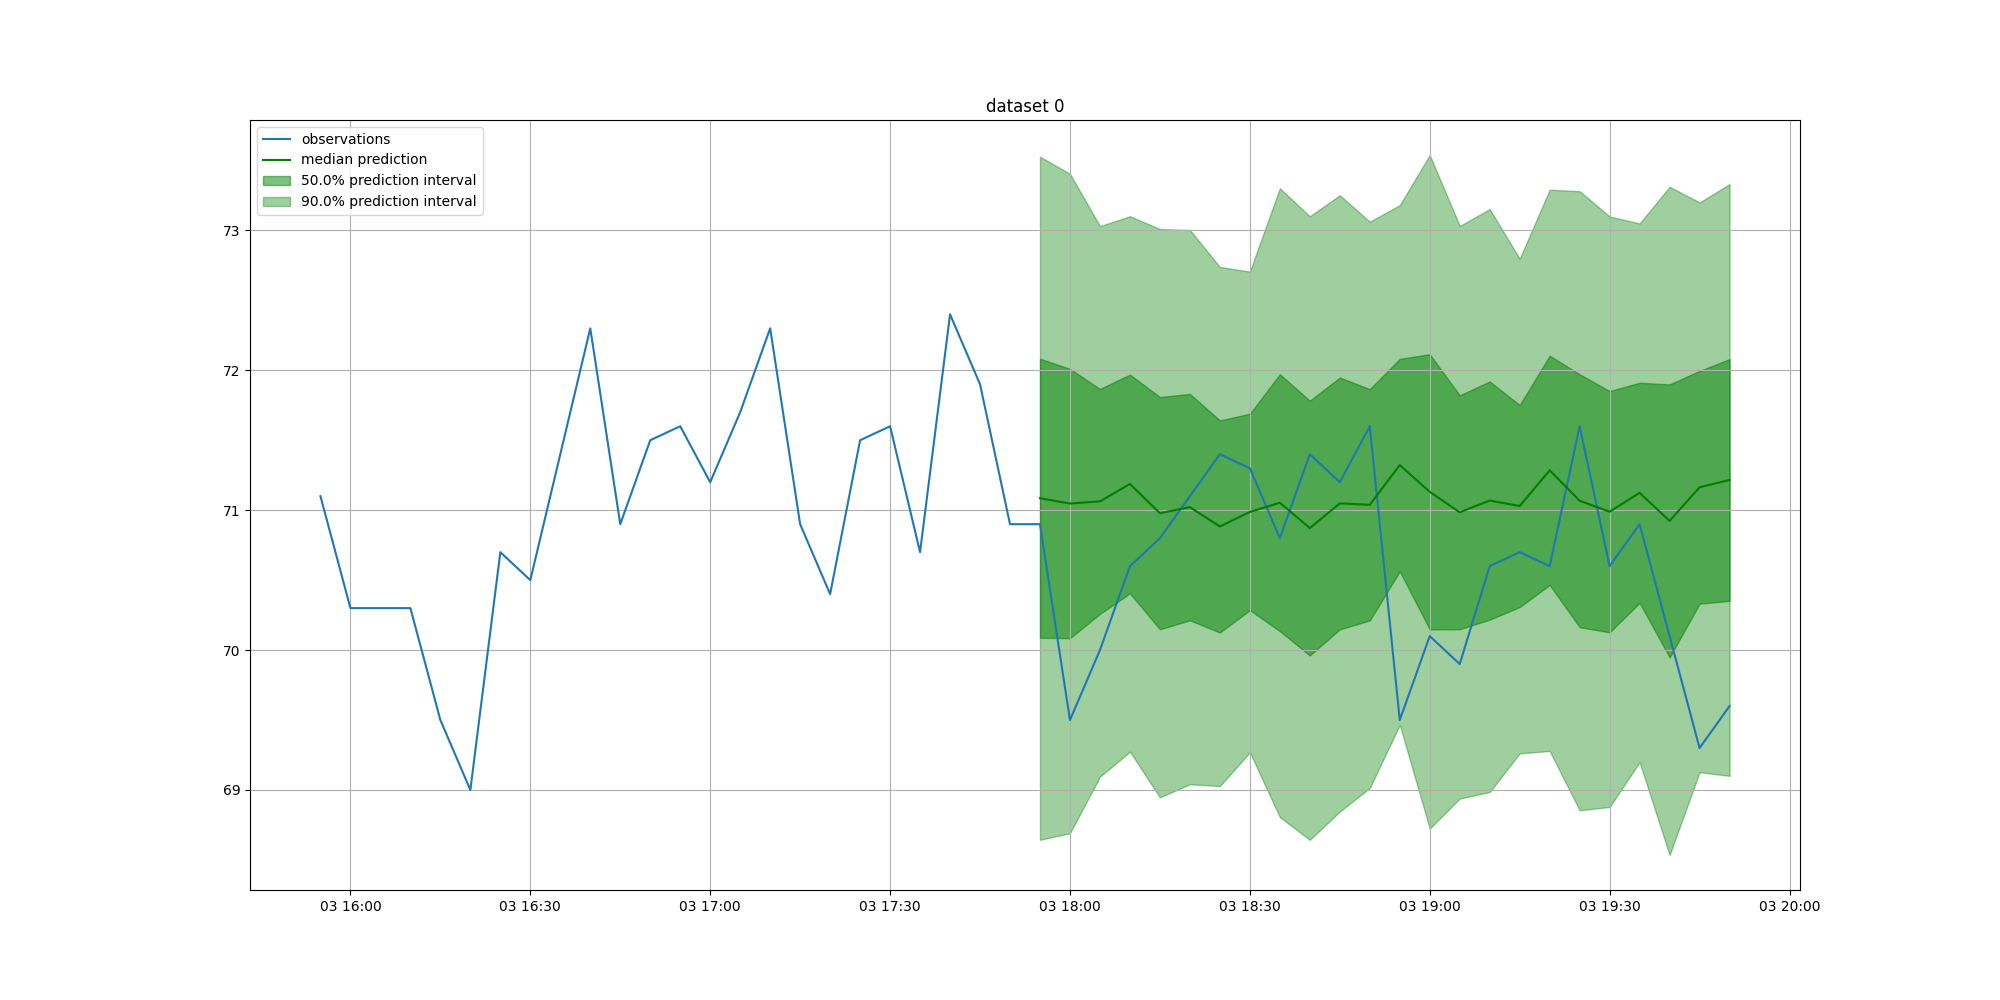 dataset 0
observations
median prediction
50.0% prediction interval
90.0% prediction interval
73
72
71
70
69
03 16:00 03 16:30 03 17:00 03 17:30 03 18:00 03 18:30 03 19:00 03 19:30 03 20:00